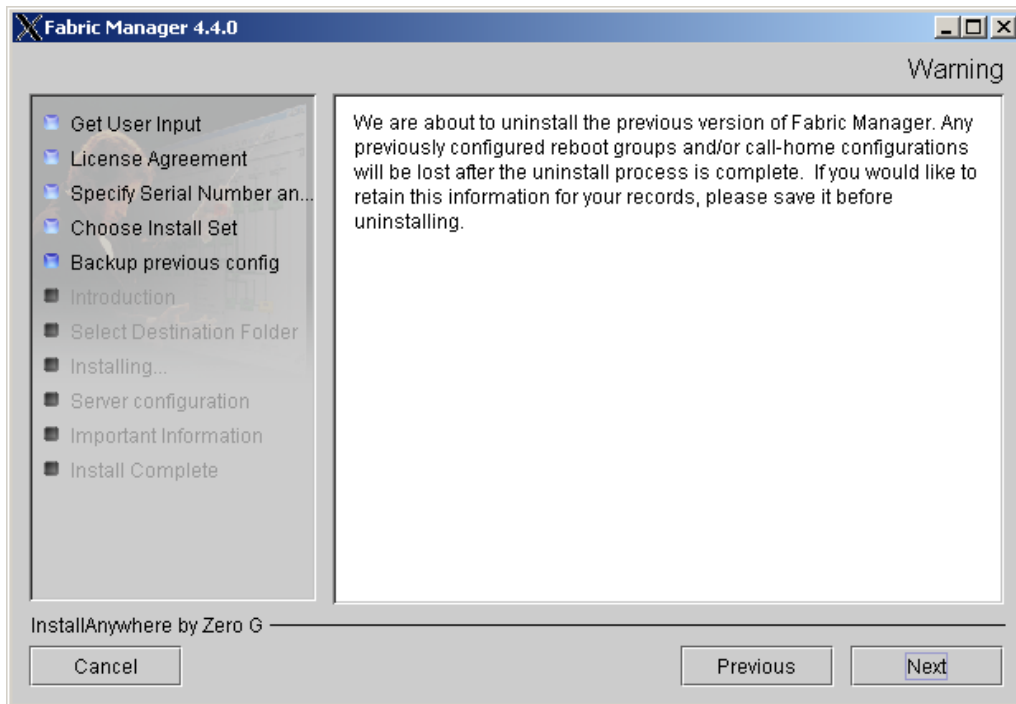 Fabric Manager 4.4.0
Warning
Get User Input
License Agreement
Specify Serial Number an...
Choose Install Set
Backup previous config
Introduction
Select Destination Folder
Installing...
Server configuration
Important Information
Install Complete
We are about to uninstall the previous version of Fabric Manager. Any
previously configured reboot groups and/or call-home configurations
will be lost after the uninstall process is complete.  If you would like to
retain this information for your records, please save it before
uninstalling.
InstallAnywhere by Zero G
Cancel
Previous
Next